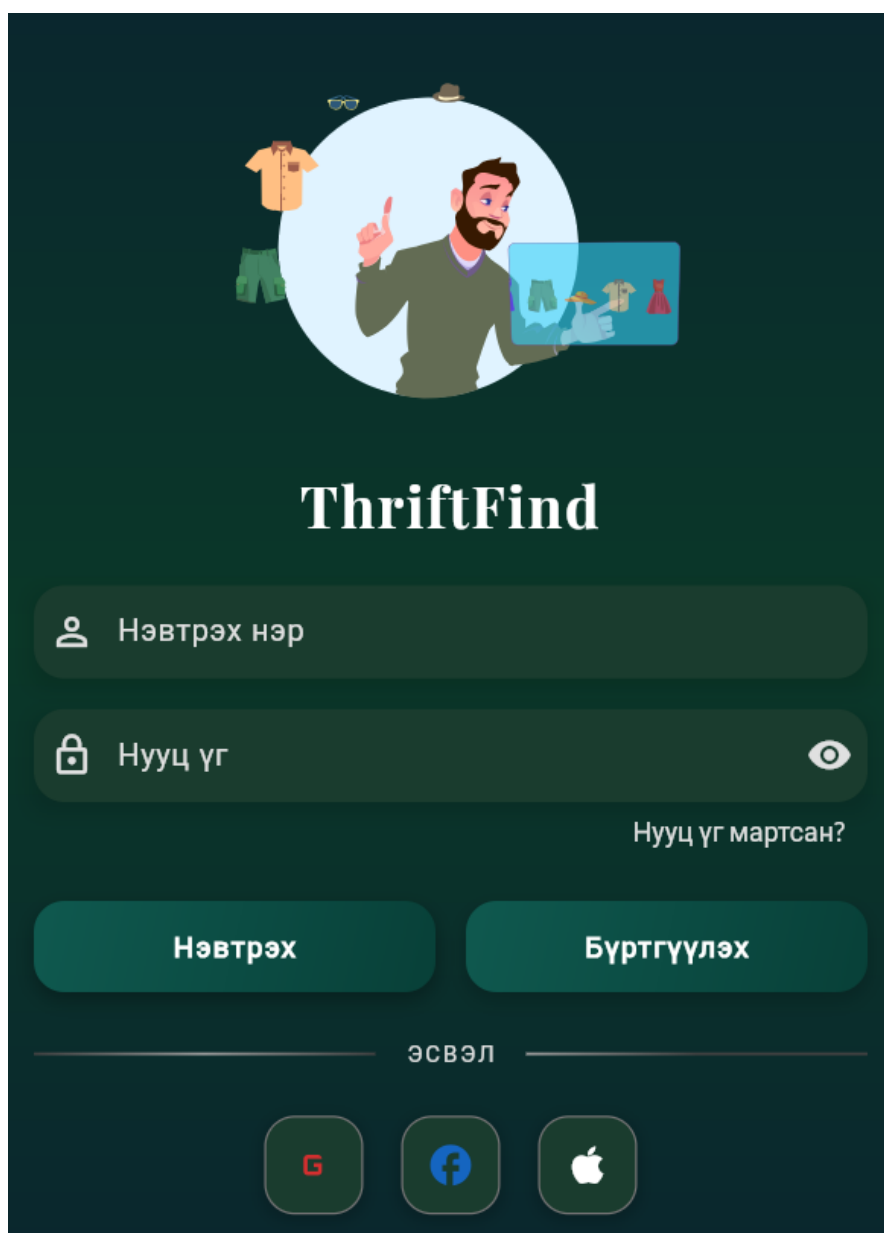 ThriftFind
Нэвтрэх нэр
Нууц үг
Нууц үг мартсан?
Нэвтрэх
Бүртгүүлэх
эсвэл
G